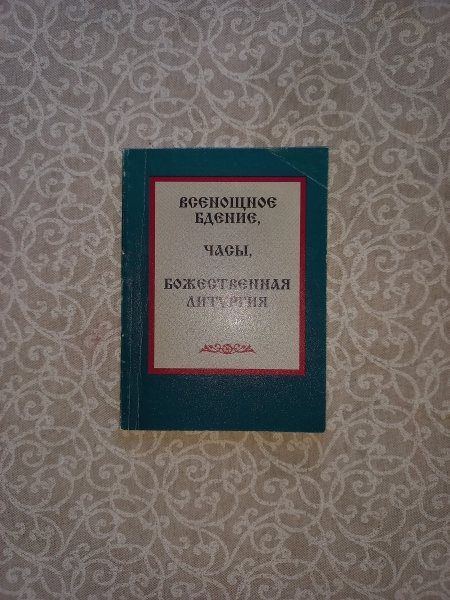 ВСЕНОЩНОЕ
БДЕНИЕ,
ЧАСЫ,
БОЖЕСТВЕННАЯ
ЛИТУРГИЯ